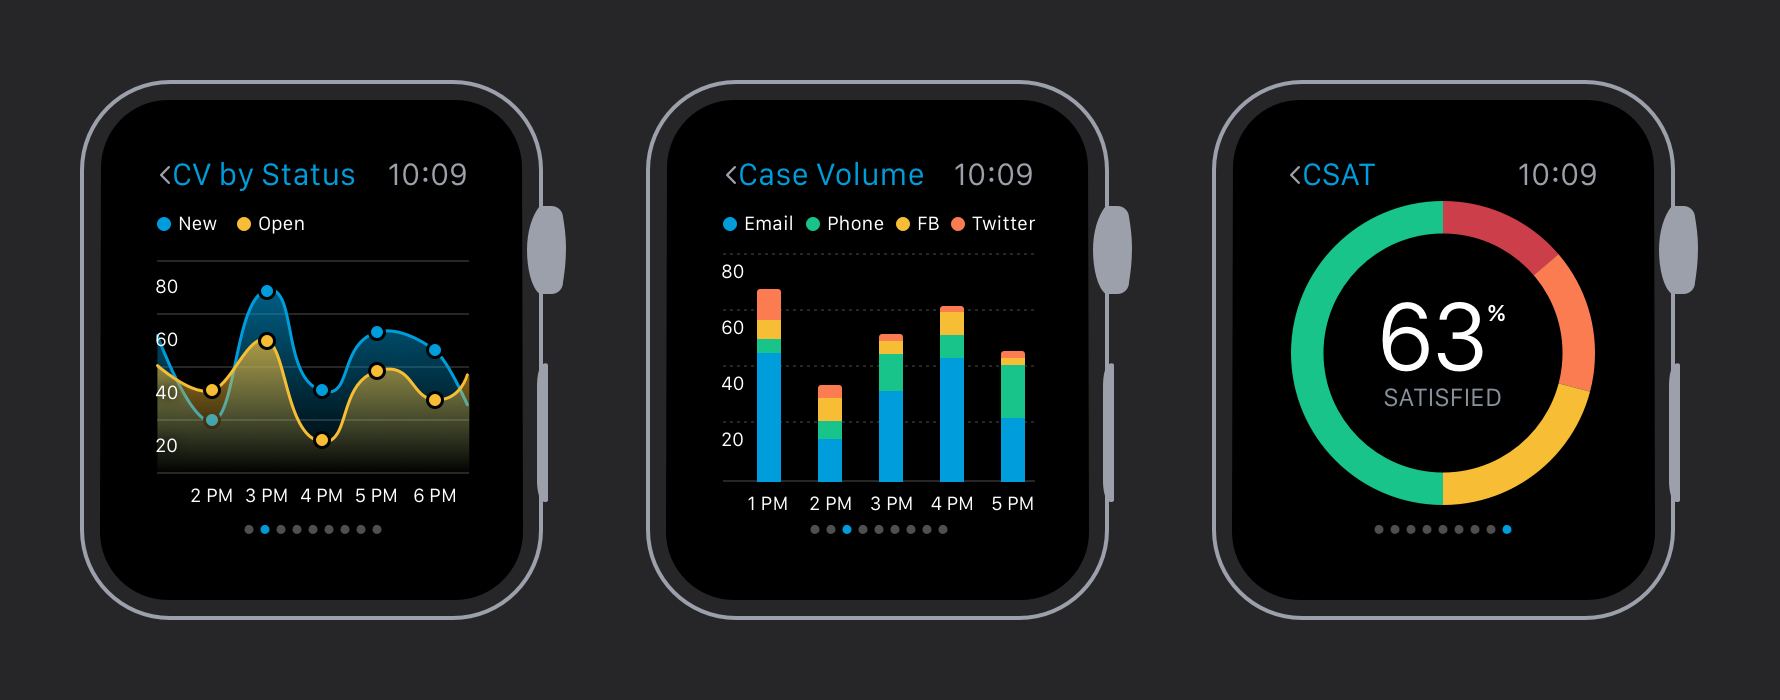 <CV by Status 10:09
New Open
80
60
40
20
2 PM 3 PM 4 PM 5 PM 6 PM
<Case Volume 10:09
Email Phone FB Twitter
80
60
40
20
1 PM 2 PM 3 PM 4 PM 5 PM
<CSAT 10:09
63%
SATISFIED